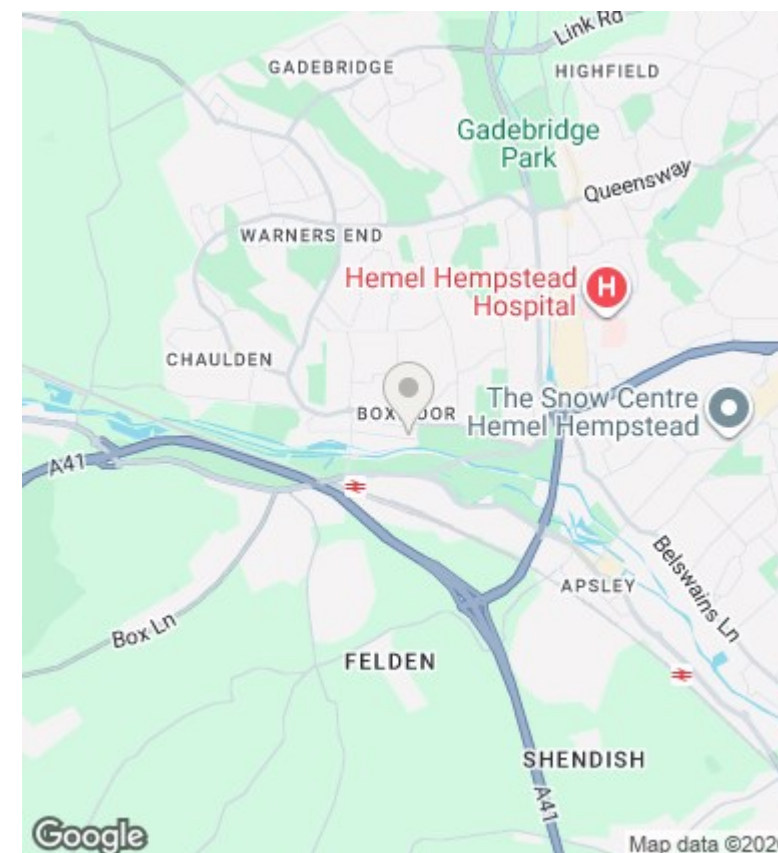 Link Rd
GADEBRIDGE
HIGHFIELD
Gadebridge
Park
Queensway
WARNERS END
Hemel Hempstead
Hospital
H
CHAULDEN
BOXMOOR
The Snow Centre
Hemel Hempstead
A41
Belswains Ln
APSLEY
Box Ln
FELDEN
SHENDISH
A41
Google
Map data ©202